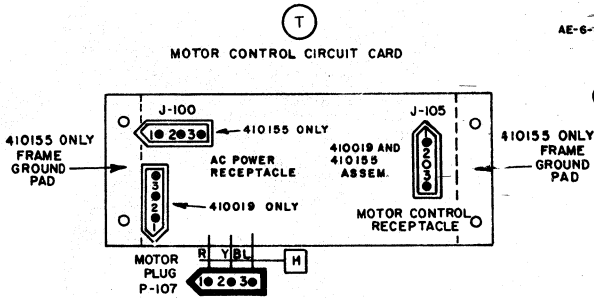 T
AE-6-
MOTOR CONTROL CIRCUIT CARD
J-100
J-105
1 2 3
410155 ONLY
410155 ONLY
FRAME
GROUND
PAD
AC POWER
RECEPTACLE
410019 AND
410155
ASSEM.
1
2
3
410155 ONLY
FRAME
GROUND
PAD
3
2
1
410019 ONLY
MOTOR CONTROL
RECEPTACLE
MOTOR
PLUG
P-107
R Y BL
M
1 2 3